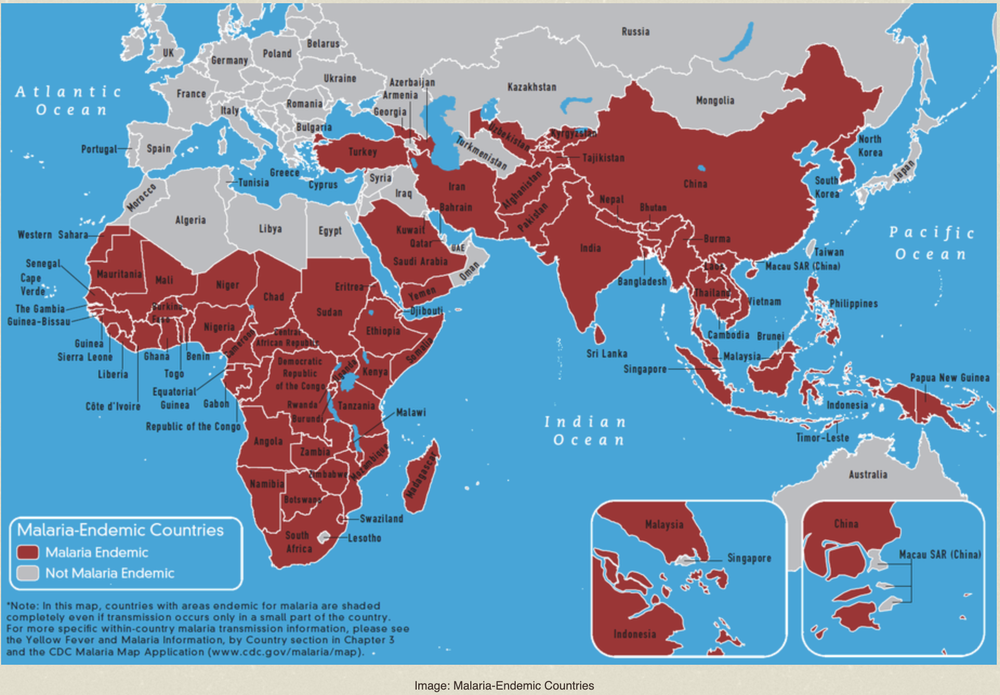 Russia
Belarus
UK
Poland
Germany
Ukraine
Azerbaijan
Kazakhstan
Armenia
Mongolia
France
Atlantic
Ocean
Romania
Italy
Georgia
Bulgaria
Uzbekistan
Kyrgyzstan
North
Korea
Portugal
Spain
Turkey
Turkmenistan
Tajikistan
Japan
Greece
Cyprus
Tunisia
Syria
Iraq
Iran
Afghanistan
China
South
Korea
Morocco
Bahrain
Pakistan
Nepal
Bhutan
Algeria
Libya
Egypt
Kuwait
Qatar
UAE
India
Burma
Pacific
Ocean
Western Sahara
Saudi Arabia
Oman
Laos
Taiwan
Macau SAR (China)
Senegal
Cape
Verde
Mauritania
Mali
Niger
Chad
Eritrea
Yemen
Bangladesh
Thailand
Vietnam
Philippines
The Gambia
Guinea-Bissau
Burkina
Faso
Nigeria
Sudan
Djibouti
Ethiopia
Somalia
Cambodia
Brunei
Guinea
Sierra Leone
Liberia
Ghana
Togo
Benin
Cameroon
Central
African Republic
Sri Lanka
Malaysia
Singapore
Democratic
Republic
of the Congo
Uganda
Kenya
Papua New Guinea
Equatorial
Guinea
Gabon
Côte d'Ivoire
Republic of the Congo
Rwanda
Burundi
Tanzania
Malawi
Indonesia
Timor-Leste
Indian
Ocean
Angola
Zambia
Mozambique
Madagascar
Zimbabwe
Namibia
Botswana
Australia
Swaziland
South
Africa
Lesotho
Malaria-Endemic Countries
Malaria Endemic
Not Malaria Endemic
Malaysia
Singapore
Indonesia
China
Macau SAR (China)
*Note: In this map, countries with areas endemic for malaria are shaded
completely even if transmission occurs only in a small part of the country.
For more specific within-country malaria transmission information, please see
the Yellow Fever and Malaria Information, by Country section in Chapter 3
and the CDC Malaria Map Application (www.cdc.gov/malaria/map).
Image: Malaria-Endemic Countries